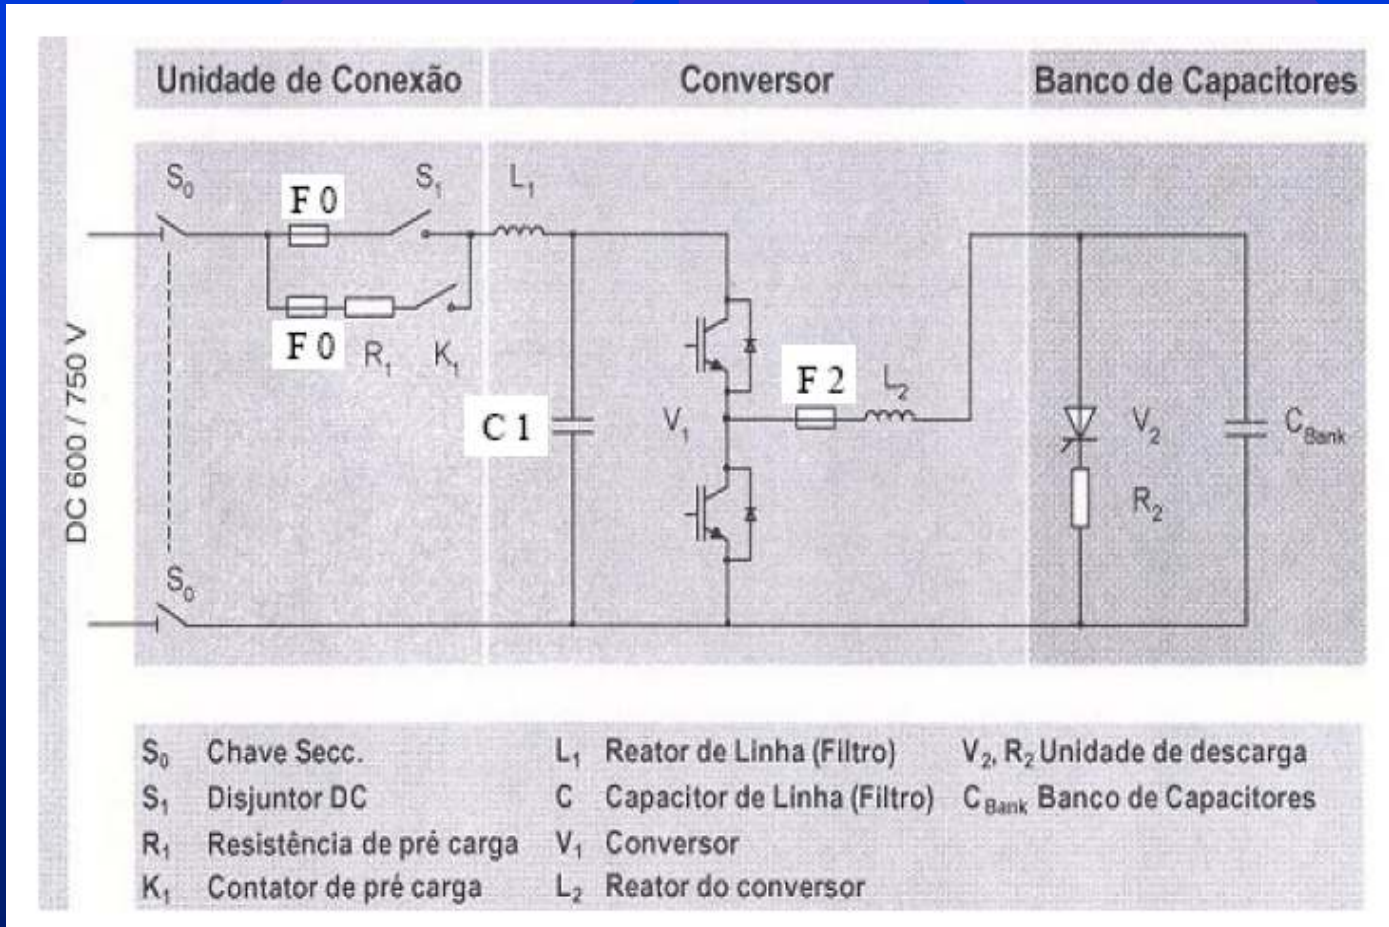 Unidade de Conexão
Conversor
Banco de Capacitores
S0
F 0
S1
L1
F 0
R1
K1
DC 600 / 750 V
C 1
V1
F 2
L2
V2
R2
CBank
S0
S0 Chave Secc.
S1 Disjuntor DC
R1 Resistência de pré carga
K1 Contator de pré carga
L1 Reator de Linha (Filtro)
C Capacitor de Linha (Filtro)
V1 Conversor
L2 Reator do conversor
V2, R2 Unidade de descarga
CBank Banco de Capacitores